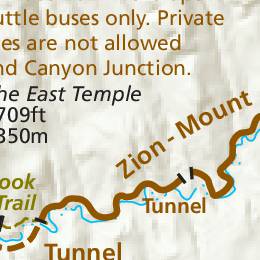 uttle buses only. Private
es are not allowed
nd Canyon Junction.
he East Temple
709ft
350m
Zion - Mount
ook
Trail
Tunnel
Tunnel